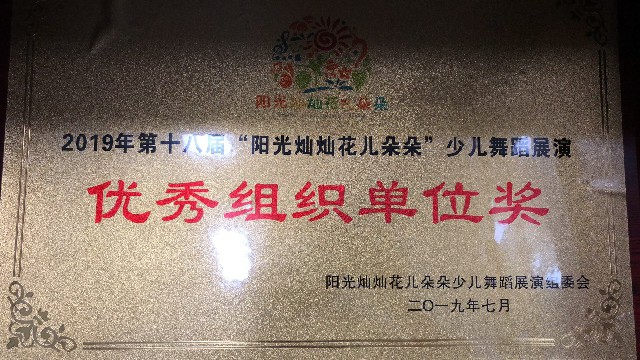 阳光灿灿花儿朵朵
2019年第十八届“阳光灿灿花儿朵朵”少儿舞蹈展演
优秀组织单位奖
阳光灿灿花儿朵朵少儿舞蹈展演组委会
二〇一九年七月